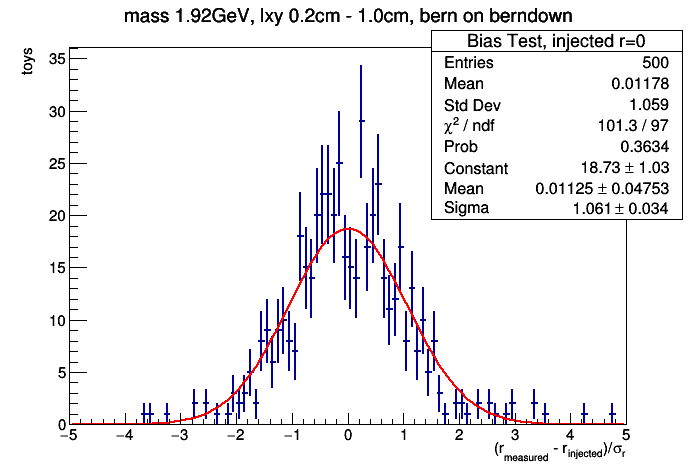 mass 1.92GeV, lxy 0.2cm - 1.0cm, bern on berndown
Bias Test, injected r=0
Entries 500
Mean 0.01178
Std Dev 1.059
χ² / ndf 101.3 / 97
Prob 0.3634
Constant 18.73 ± 1.03
Mean 0.01125 ± 0.04753
Sigma 1.061 ± 0.034
toys
35
30
25
20
15
10
5
0
−5 −4 −3 −2 −1 0 1 2 3 4 5
(r_measured - r_injected)/σ_r